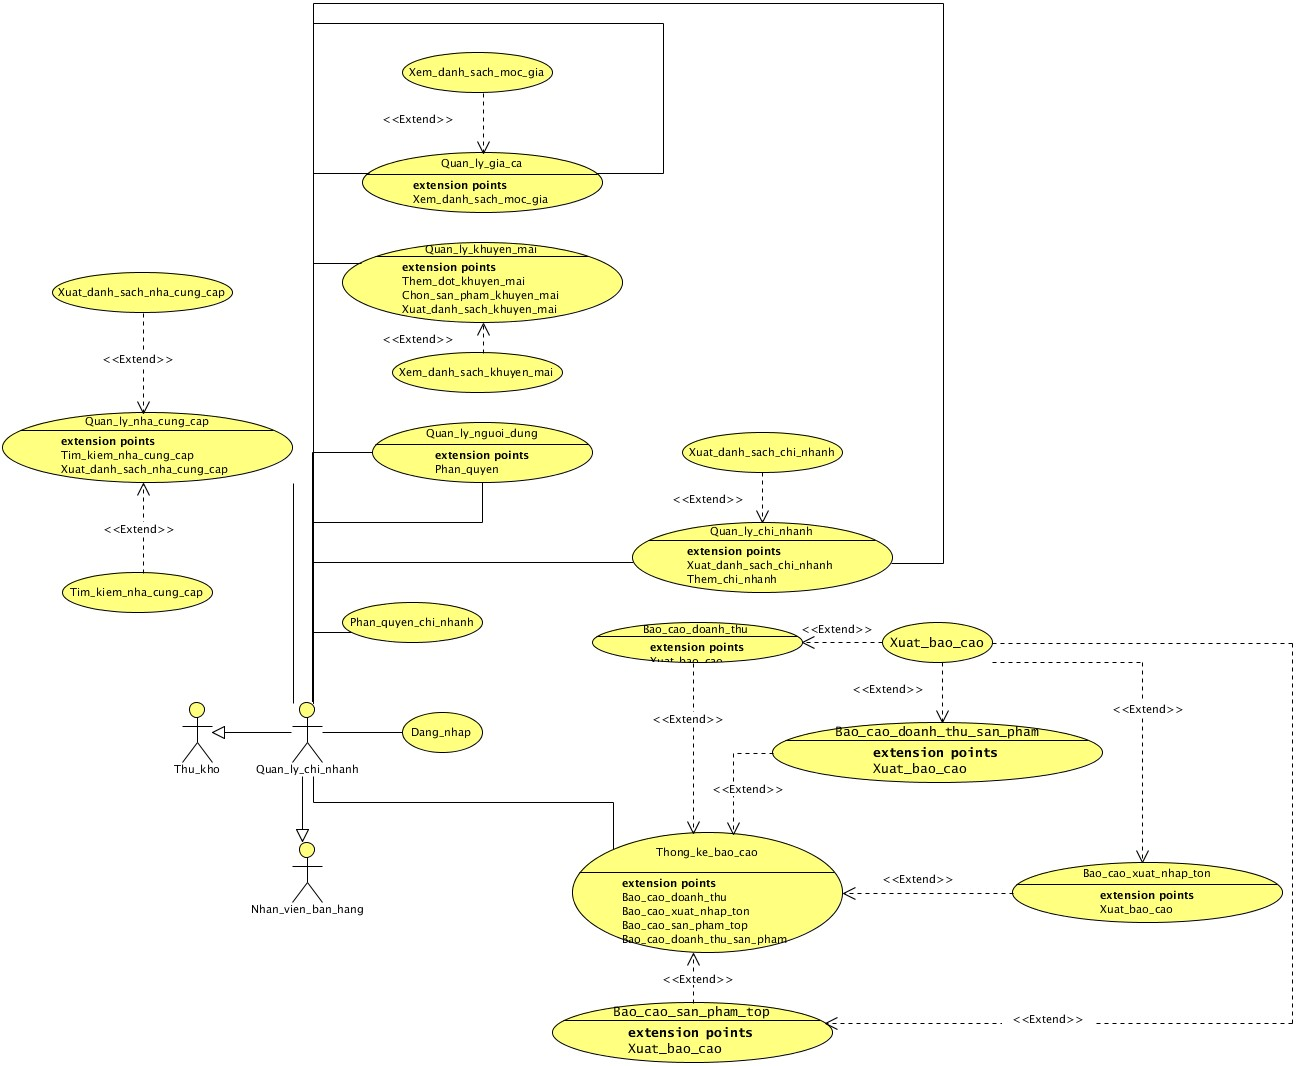 Xem_danh_sach_moc_gia
<<Extend>>
Quan_ly_gia_ca
extension points
Xem_danh_sach_moc_gia
Quan_ly_khuyen_mai
extension points
Them_dot_khuyen_mai
Chon_san_pham_khuyen_mai
Xuat_danh_sach_khuyen_mai
<<Extend>>
Xem_danh_sach_khuyen_mai
Xuat_danh_sach_nha_cung_cap
<<Extend>>
Quan_ly_nha_cung_cap
extension points
Tim_kiem_nha_cung_cap
Xuat_danh_sach_nha_cung_cap
<<Extend>>
Tim_kiem_nha_cung_cap
Quan_ly_nguoi_dung
extension points
Phan_quyen
Xuat_danh_sach_chi_nhanh
<<Extend>>
Quan_ly_chi_nhanh
extension points
Xuat_danh_sach_chi_nhanh
Them_chi_nhanh
Phan_quyen_chi_nhanh
Bao_cao_doanh_thu
extension points
Xuat_bao_cao
<<Extend>>
Xuat_bao_cao
<<Extend>>
<<Extend>>
<<Extend>>
Bao_cao_doanh_thu_san_pham
extension points
Xuat_bao_cao
<<Extend>>
Thu_kho
Quan_ly_chi_nhanh
Dang_nhap
Nhan_vien_ban_hang
Thong_ke_bao_cao
extension points
Bao_cao_doanh_thu
Bao_cao_xuat_nhap_ton
Bao_cao_san_pham_top
Bao_cao_doanh_thu_san_pham
<<Extend>>
Bao_cao_xuat_nhap_ton
extension points
Xuat_bao_cao
<<Extend>>
Bao_cao_san_pham_top
extension points
Xuat_bao_cao
<<Extend>>